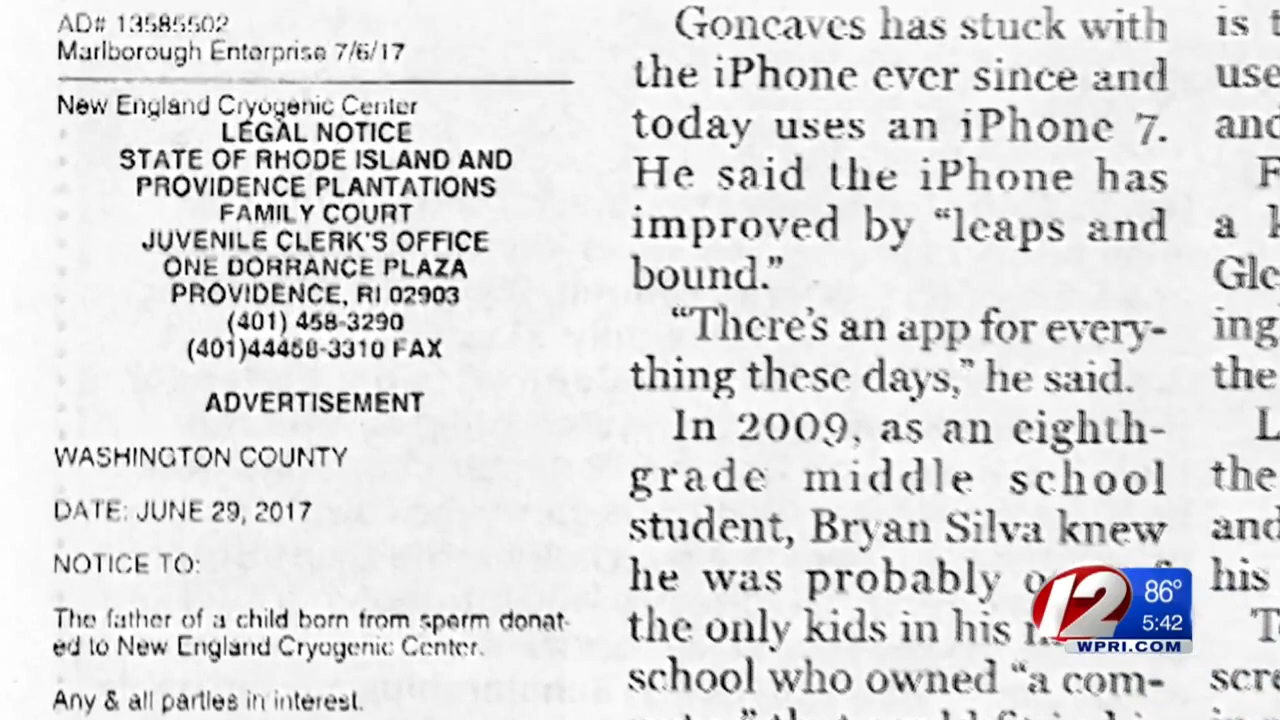 AD# 13585502
Marlborough Enterprise 7/6/17
New England Cryogenic Center
LEGAL NOTICE
STATE OF RHODE ISLAND AND
PROVIDENCE PLANTATIONS
FAMILY COURT
JUVENILE CLERK'S OFFICE
ONE DORRANCE PLAZA
PROVIDENCE, RI 02903
(401) 458-3290
(401)44458-3310 FAX
ADVERTISEMENT
WASHINGTON COUNTY
DATE: JUNE 29, 2017
NOTICE TO:
The father of a child born from sperm donat-
ed to New England Cryogenic Center.
Any & all parties in interest.
Goncaves has stuck with
the iPhone ever since and
today uses an iPhone 7.
He said the iPhone has
improved by “leaps and
bound.”
“There's an app for every-
thing these days,” he said.
In 2009, as an eighth-
grade middle school
student, Bryan Silva knew
he was probably
the only kids in his
school who owned “a com-
is
and
a
the
the
and
his
12
86°
5:42
WPRI.COM